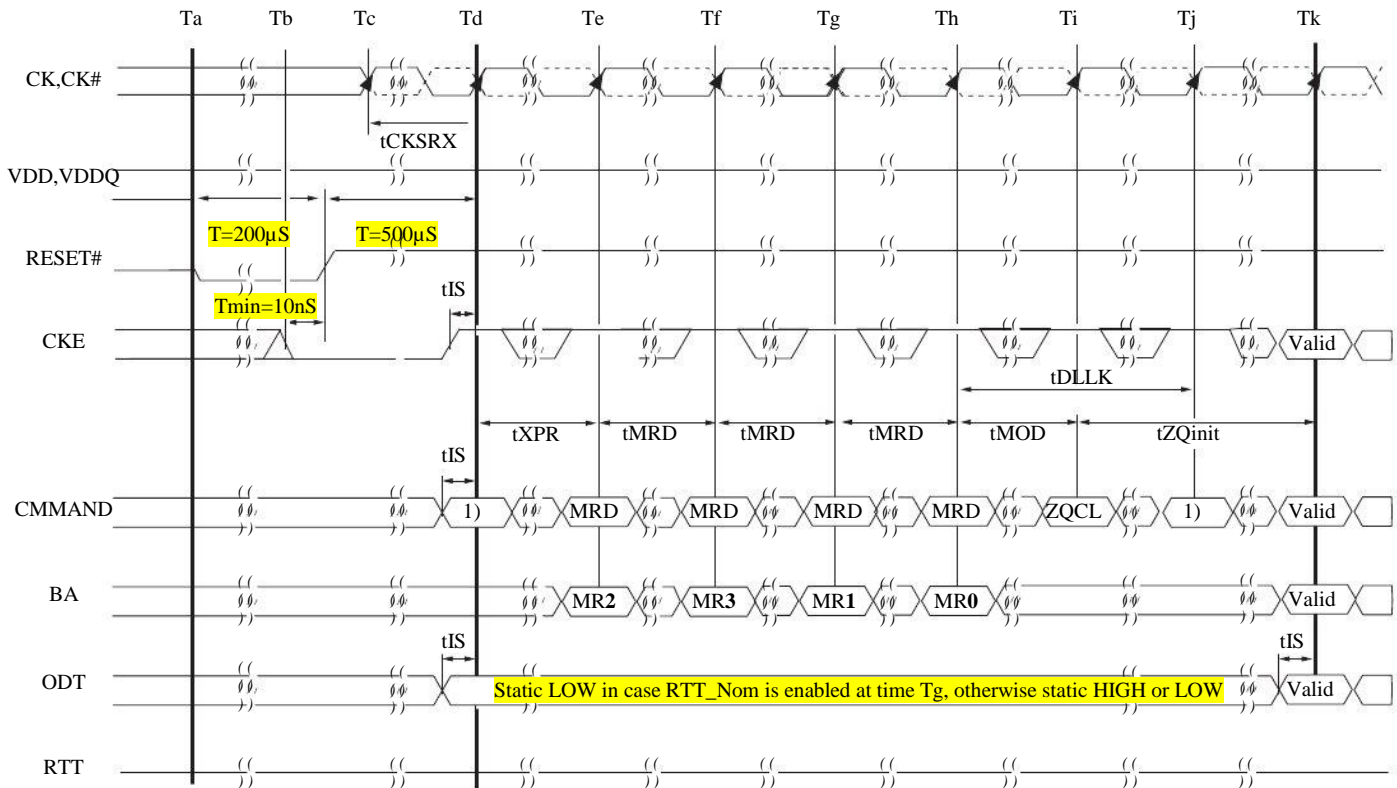 Ta Tb Tc Td Te Tf Tg Th Ti Tj Tk
CK,CK#
tCKSRX
VDD,VDDQ
T=200µS T=500µS
RESET#
Tmin=10nS tIS
CKE Valid
tDLLK
tXPR tMRD tMRD tMRD tMOD tZQinit
tIS
CMMAND 1) MRD MRD MRD MRD ZQCL 1) Valid
BA MR2 MR3 MR1 MR0 Valid
tIS tIS
ODT Static LOW in case RTT_Nom is enabled at time Tg, otherwise static HIGH or LOW Valid
RTT